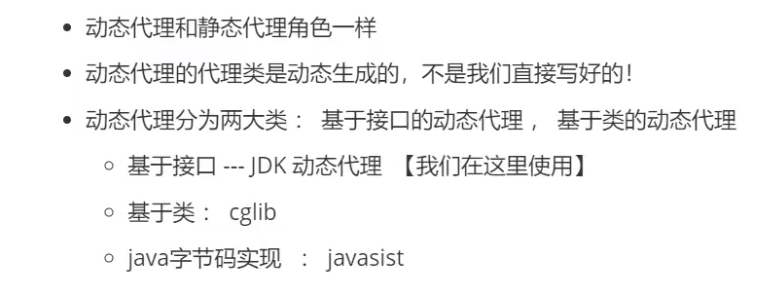 动态代理和静态代理角色一样
动态代理的代理类是动态生成的，不是我们直接写好的！
动态代理分为两大类： 基于接口的动态代理 ， 基于类的动态代理
基于接口 --- JDK 动态代理 【我们在这里使用】
基于类： cglib
java字节码实现 ： javasist